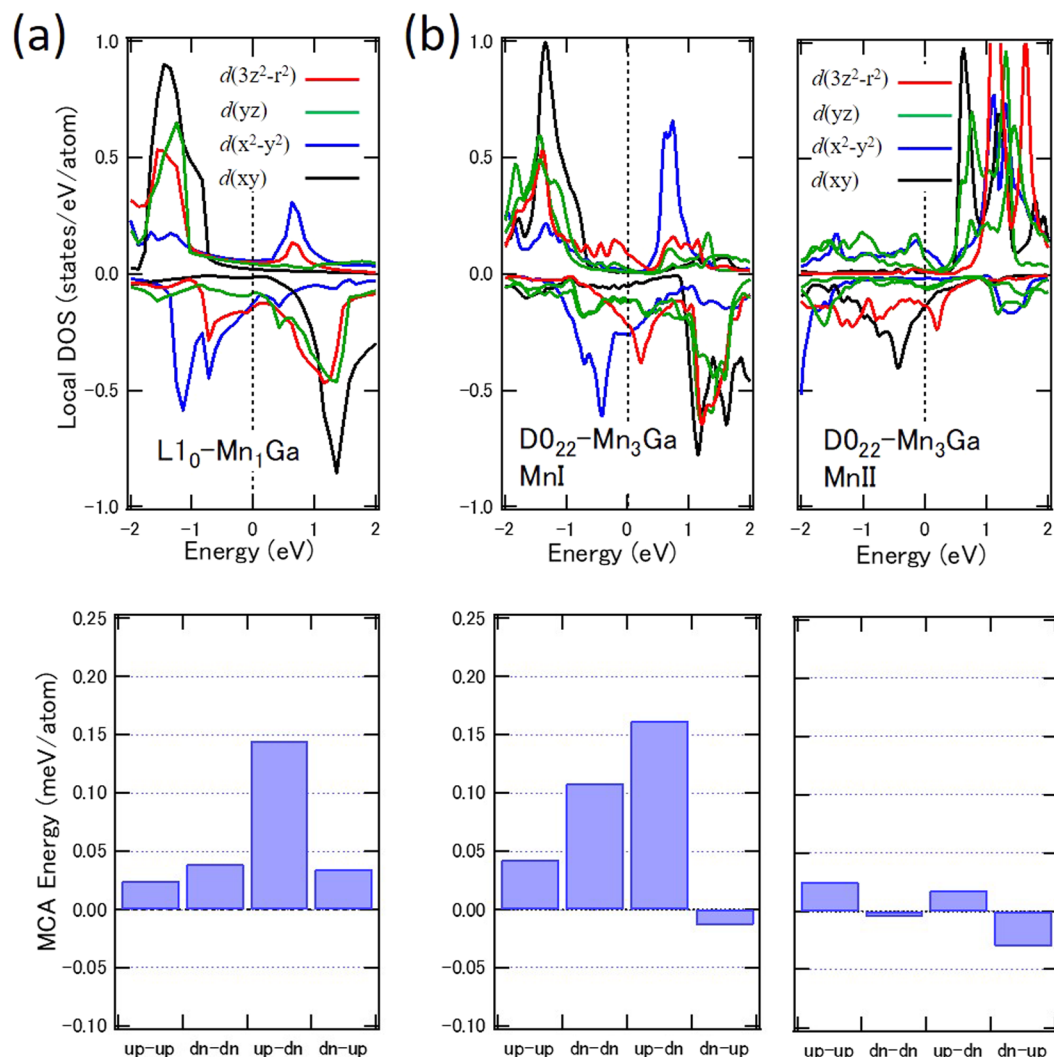 (a)
(b)
1.0
0.5
0.0
−0.5
−1.0
Local DOS (states/eV/atom)
d(3z²-r²)
d(yz)
d(x²-y²)
d(xy)
L1₀−Mn₁Ga
−2 −1 0 1 2
Energy (eV)
1.0
0.5
0.0
−0.5
−1.0
D0₂₂−Mn₃Ga
MnI
−2 −1 0 1 2
Energy (eV)
d(3z²-r²)
d(yz)
d(x²-y²)
d(xy)
D0₂₂−Mn₃Ga
MnII
−2 −1 0 1 2
Energy (eV)
MCA Energy (meV/atom)
0.25
0.20
0.15
0.10
0.05
0.00
−0.05
−0.10
up−up dn−dn up−dn dn−up
0.25
0.20
0.15
0.10
0.05
0.00
−0.05
−0.10
up−up dn−dn up−dn dn−up
up−up dn−dn up−dn dn−up